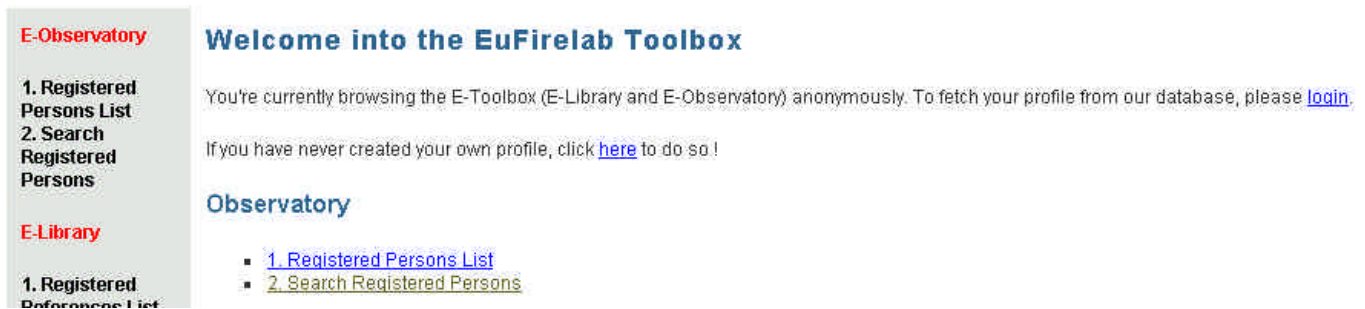 E-Observatory
1. Registered
Persons List
2. Search
Registered
Persons
E-Library
1. Registered
References List
Welcome into the EuFirelab Toolbox
You're currently browsing the E-Toolbox (E-Library and E-Observatory) anonymously. To fetch your profile from our database, please login.
If you have never created your own profile, click here to do so !
Observatory
1. Registered Persons List
2. Search Registered Persons